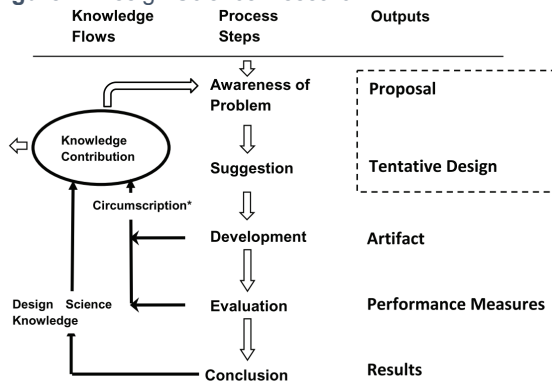 Knowledge Flows
Process Steps
Outputs
Awareness of Problem
Proposal
Knowledge Contribution
Suggestion
Tentative Design
Circumscription*
Development
Artifact
Design Science Knowledge
Evaluation
Performance Measures
Conclusion
Results